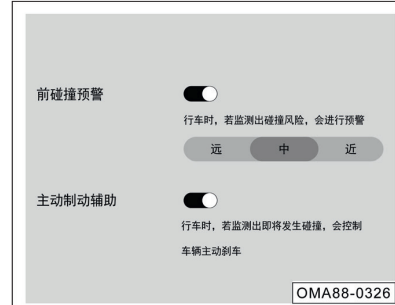 前碰撞预警
行车时，若监测出碰撞风险，会进行预警
远 中 近
主动制动辅助
行车时，若监测出即将发生碰撞，会控制
车辆主动刹车
OMA88-0326